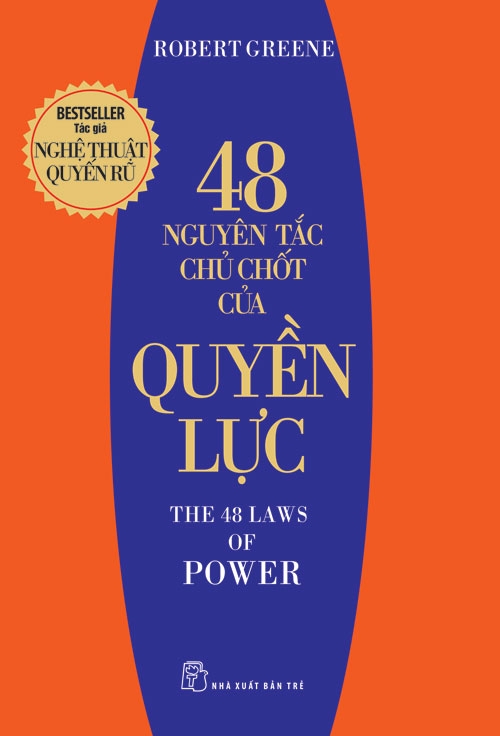 ROBERT GREENE
BESTSELLER
Tác giả
NGHỆ THUẬT
QUYẾN RŨ
48
NGUYÊN TẮC
CHỦ CHỐT
CỦA
QUYỀN
LỰC
THE 48 LAWS
OF
POWER
NHÀ XUẤT BẢN TRẺ